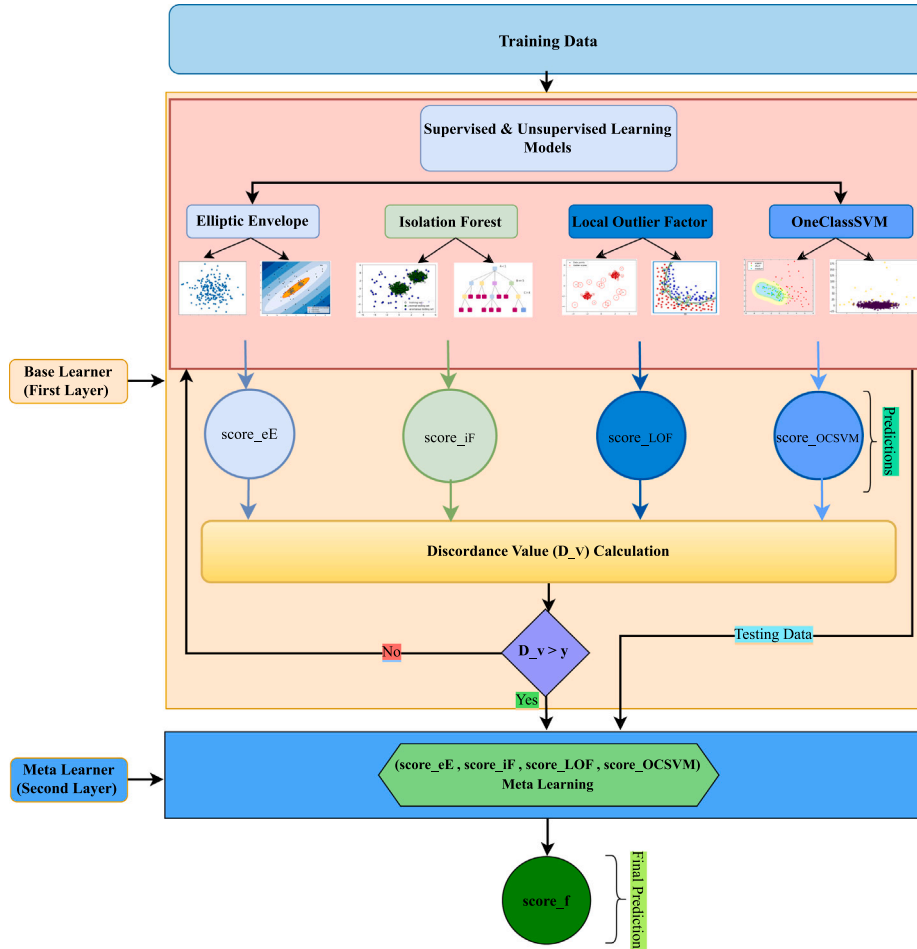 Training Data
Supervised & Unsupervised Learning
Models
Elliptic Envelope
Isolation Forest
Local Outlier Factor
OneClassSVM
Base Learner
(First Layer)
score_eE
score_iF
score_LOF
score_OCSVM
Predictions
Discordance Value (D_V) Calculation
D_v > y
No
Testing Data
Yes
Meta Learner
(Second Layer)
(score_eE , score_iF , score_LOF , score_OCSVM)
Meta Learning
score_f
Final Prediction